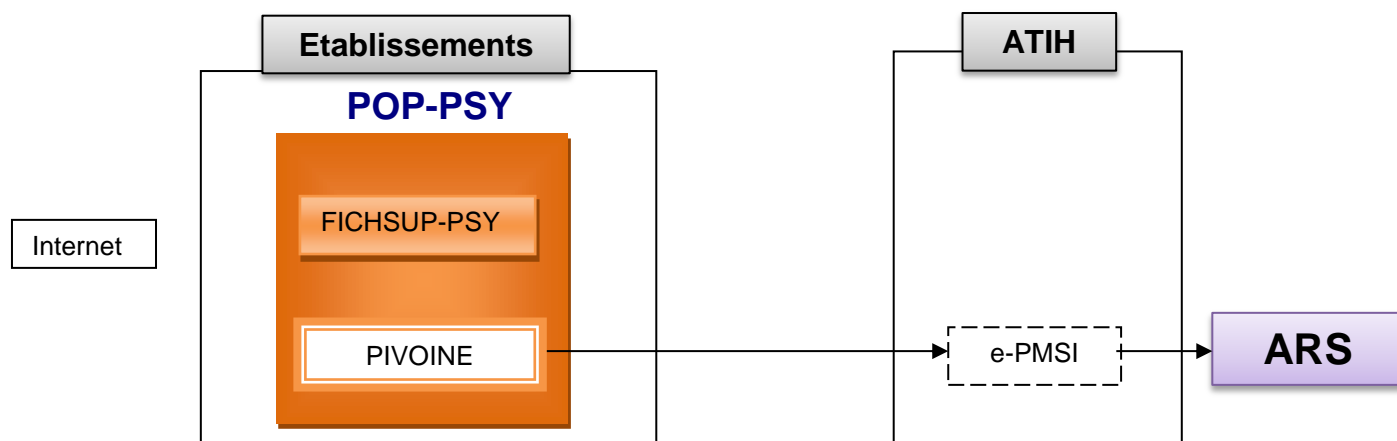 Etablissements
ATIH
POP-PSY
FICHSUP-PSY
Internet
PIVOINE
e-PMSI
ARS